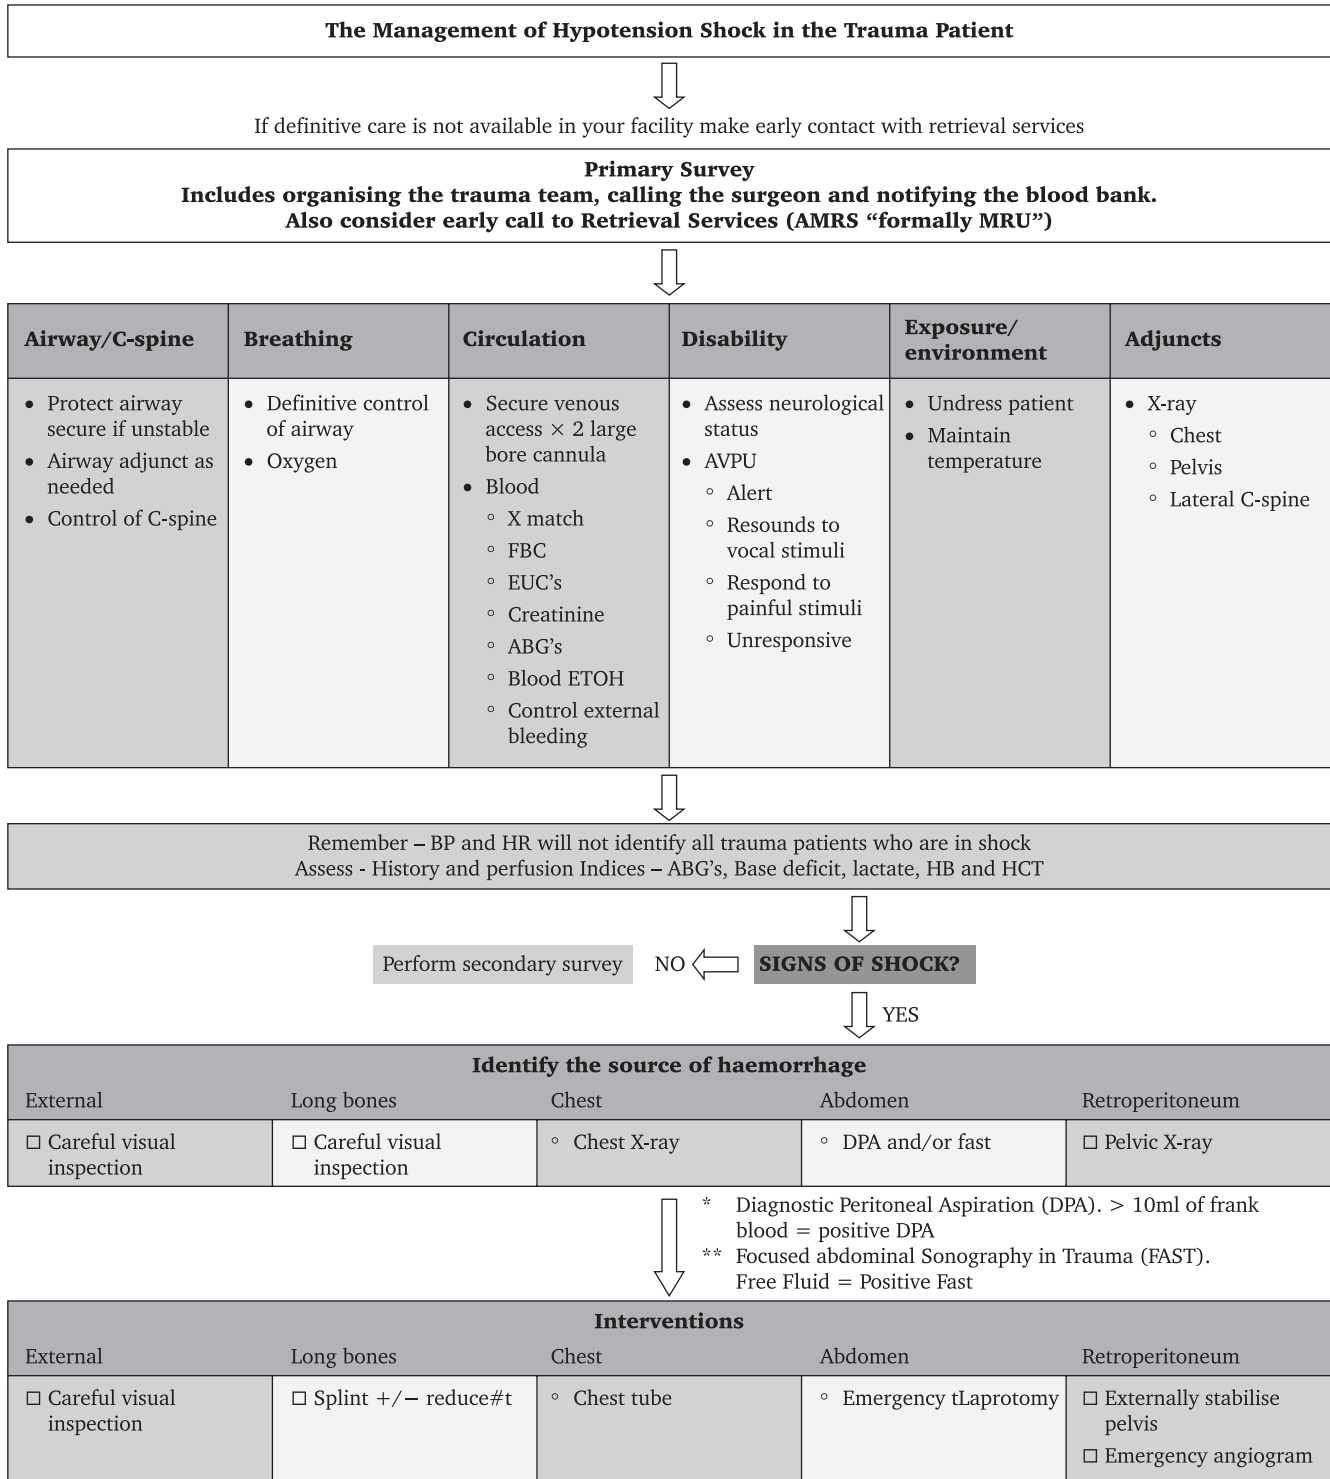 The Management of Hypotension Shock in the Trauma Patient
If definitive care is not available in your facility make early contact with retrieval services
Primary Survey
Includes organising the trauma team, calling the surgeon and notifying the blood bank.
Also consider early call to Retrieval Services (AMRS “formally MRU”)
Airway/C-spine
• Protect airway
secure if unstable
• Airway adjunct as
needed
• Control of C-spine
Breathing
• Definitive control
of airway
• Oxygen
Circulation
• Secure venous
access × 2 large
bore cannula
• Blood
◦ X match
◦ FBC
◦ EUC’s
◦ Creatinine
◦ ABG’s
◦ Blood ETOH
◦ Control external
bleeding
Disability
• Assess neurological
status
• AVPU
◦ Alert
◦ Resounds to
vocal stimuli
◦ Respond to
painful stimuli
◦ Unresponsive
Exposure/
environment
• Undress patient
• Maintain
temperature
Adjuncts
• X-ray
◦ Chest
◦ Pelvis
◦ Lateral C-spine
Remember – BP and HR will not identify all trauma patients who are in shock
Assess - History and perfusion Indices – ABG’s, Base deficit, lactate, HB and HCT
Perform secondary survey NO SIGNS OF SHOCK?
YES
Identify the source of haemorrhage
External
□ Careful visual
inspection
Long bones
□ Careful visual
inspection
Chest
◦ Chest X-ray
Abdomen
◦ DPA and/or fast
Retroperitoneum
□ Pelvic X-ray
* Diagnostic Peritoneal Aspiration (DPA). > 10ml of frank
blood = positive DPA
** Focused abdominal Sonography in Trauma (FAST).
Free Fluid = Positive Fast
Interventions
External
□ Careful visual
inspection
Long bones
□ Splint +/− reduce#t
Chest
◦ Chest tube
Abdomen
◦ Emergency tLaprotomy
Retroperitoneum
□ Externally stabilise
pelvis
□ Emergency angiogram